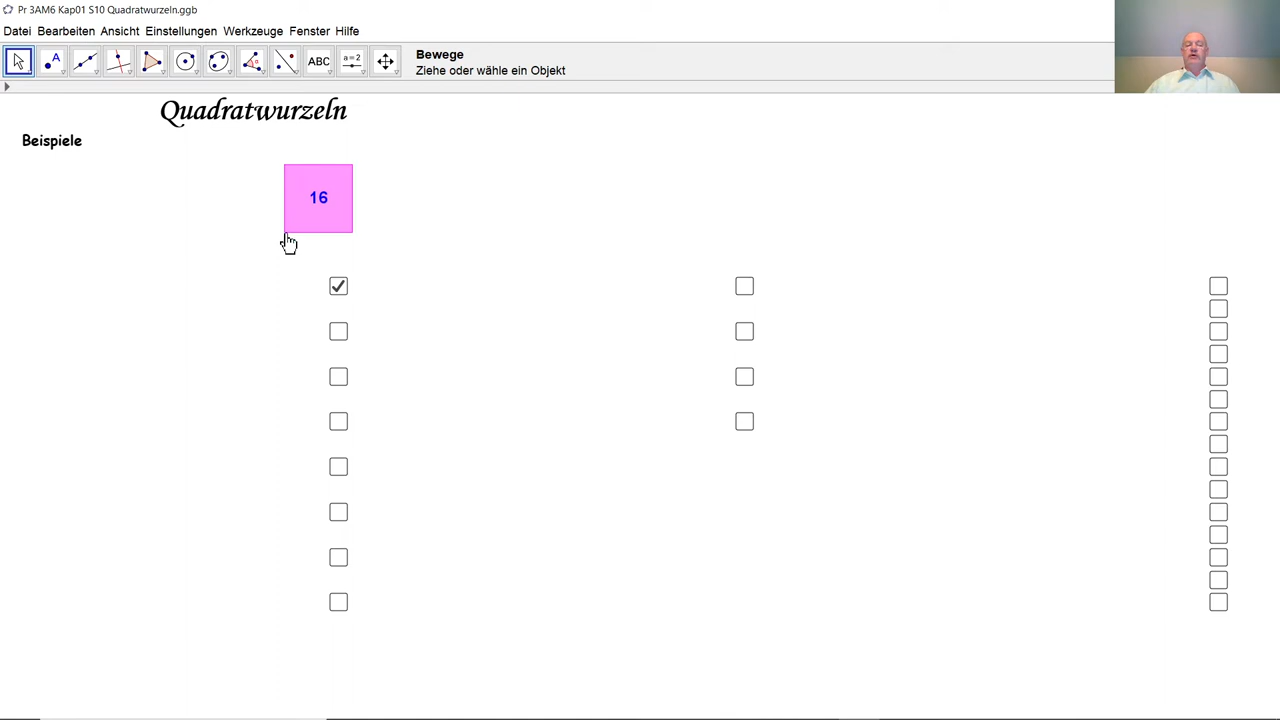 Pr 3AM6 Kap01 S10 Quadratwurzeln.ggb
Datei Bearbeiten Ansicht Einstellungen Werkzeuge Fenster Hilfe
A
α
ABC
a=2
Bewege
Ziehe oder wähle ein Objekt
Quadratwurzeln
Beispiele
16